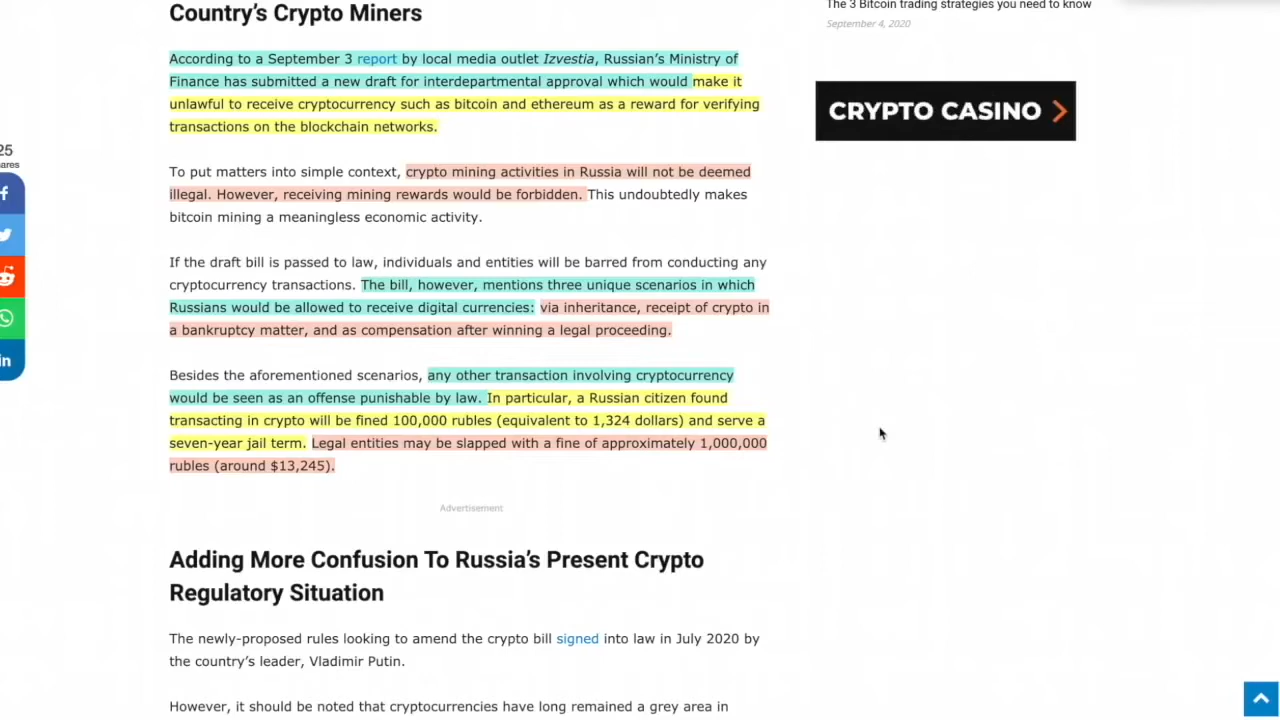 Country's Crypto Miners
According to a September 3 report by local media outlet Izvestia, Russian's Ministry of
Finance has submitted a new draft for interdepartmental approval which would make it
unlawful to receive cryptocurrency such as bitcoin and ethereum as a reward for verifying
transactions on the blockchain networks.
To put matters into simple context, crypto mining activities in Russia will not be deemed
illegal. However, receiving mining rewards would be forbidden. This undoubtedly makes
bitcoin mining a meaningless economic activity.
If the draft bill is passed to law, individuals and entities will be barred from conducting any
cryptocurrency transactions. The bill, however, mentions three unique scenarios in which
Russians would be allowed to receive digital currencies: via inheritance, receipt of crypto in
a bankruptcy matter, and as compensation after winning a legal proceeding.
Besides the aforementioned scenarios, any other transaction involving cryptocurrency
would be seen as an offense punishable by law. In particular, a Russian citizen found
transacting in crypto will be fined 100,000 rubles (equivalent to 1,324 dollars) and serve a
seven-year jail term. Legal entities may be slapped with a fine of approximately 1,000,000
rubles (around $13,245).
Advertisement
Adding More Confusion To Russia's Present Crypto
Regulatory Situation
The newly-proposed rules looking to amend the crypto bill signed into law in July 2020 by
the country's leader, Vladimir Putin.
However, it should be noted that cryptocurrencies have long remained a grey area in
The 3 Bitcoin trading strategies you need to know
September 4, 2020
CRYPTO CASINO
25
ares
f
in